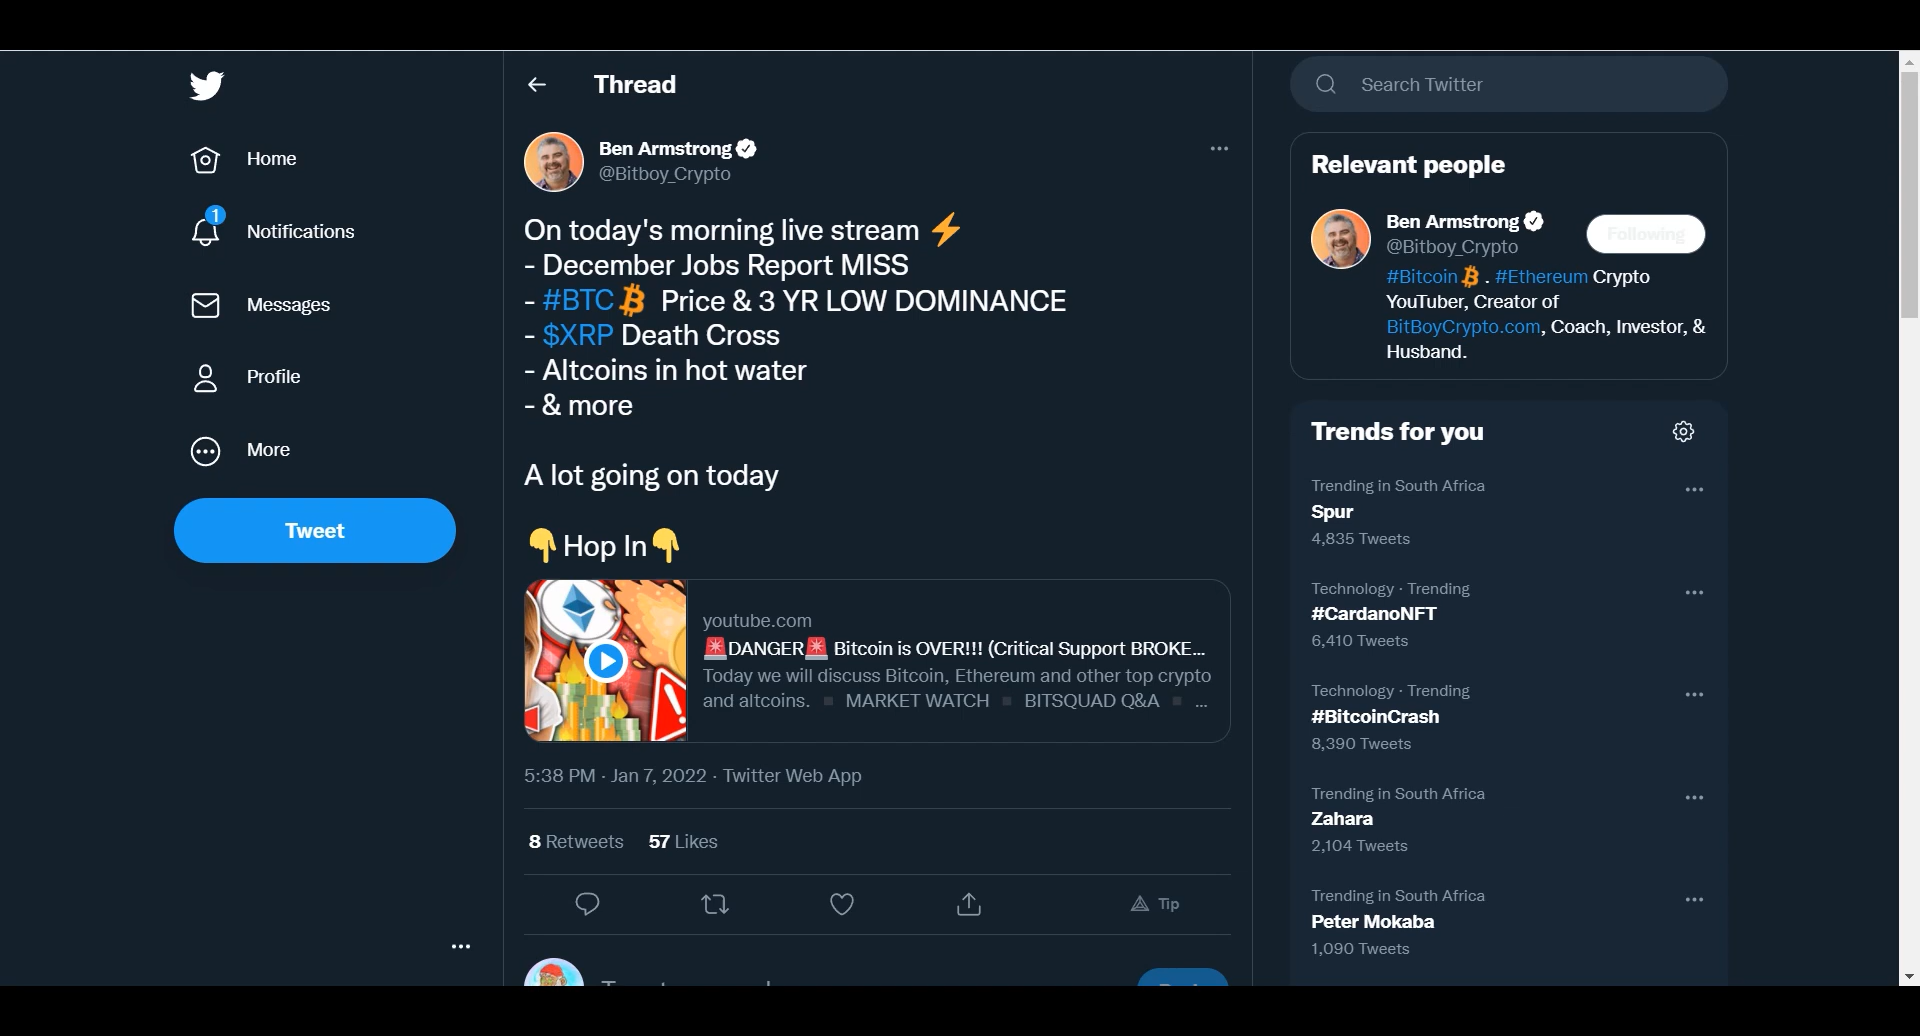 Home
1
Notifications
Messages
Profile
More
Tweet
Thread
Ben Armstrong
@Bitboy_Crypto
On today's morning live stream ⚡
- December Jobs Report MISS
- #BTC Price & 3 YR LOW DOMINANCE
- $XRP Death Cross
- Altcoins in hot water
- & more
A lot going on today
👇Hop In👇
youtube.com
🚨DANGER🚨 Bitcoin is OVER!!! (Critical Support BROKE...
Today we will discuss Bitcoin, Ethereum and other top crypto
and altcoins. ▪ MARKET WATCH ▪ BITSQUAD Q&A ▪ ...
5:38 PM · Jan 7, 2022 · Twitter Web App
8 Retweets 57 Likes
Tip
Search Twitter
Relevant people
Ben Armstrong
Following
@Bitboy_Crypto
#Bitcoin . #Ethereum Crypto
YouTuber, Creator of
BitBoyCrypto.com, Coach, Investor, &
Husband.
Trends for you
Trending in South Africa
Spur
4,835 Tweets
Technology · Trending
#CardanoNFT
6,410 Tweets
Technology · Trending
#BitcoinCrash
8,390 Tweets
Trending in South Africa
Zahara
2,104 Tweets
Trending in South Africa
Peter Mokaba
1,090 Tweets